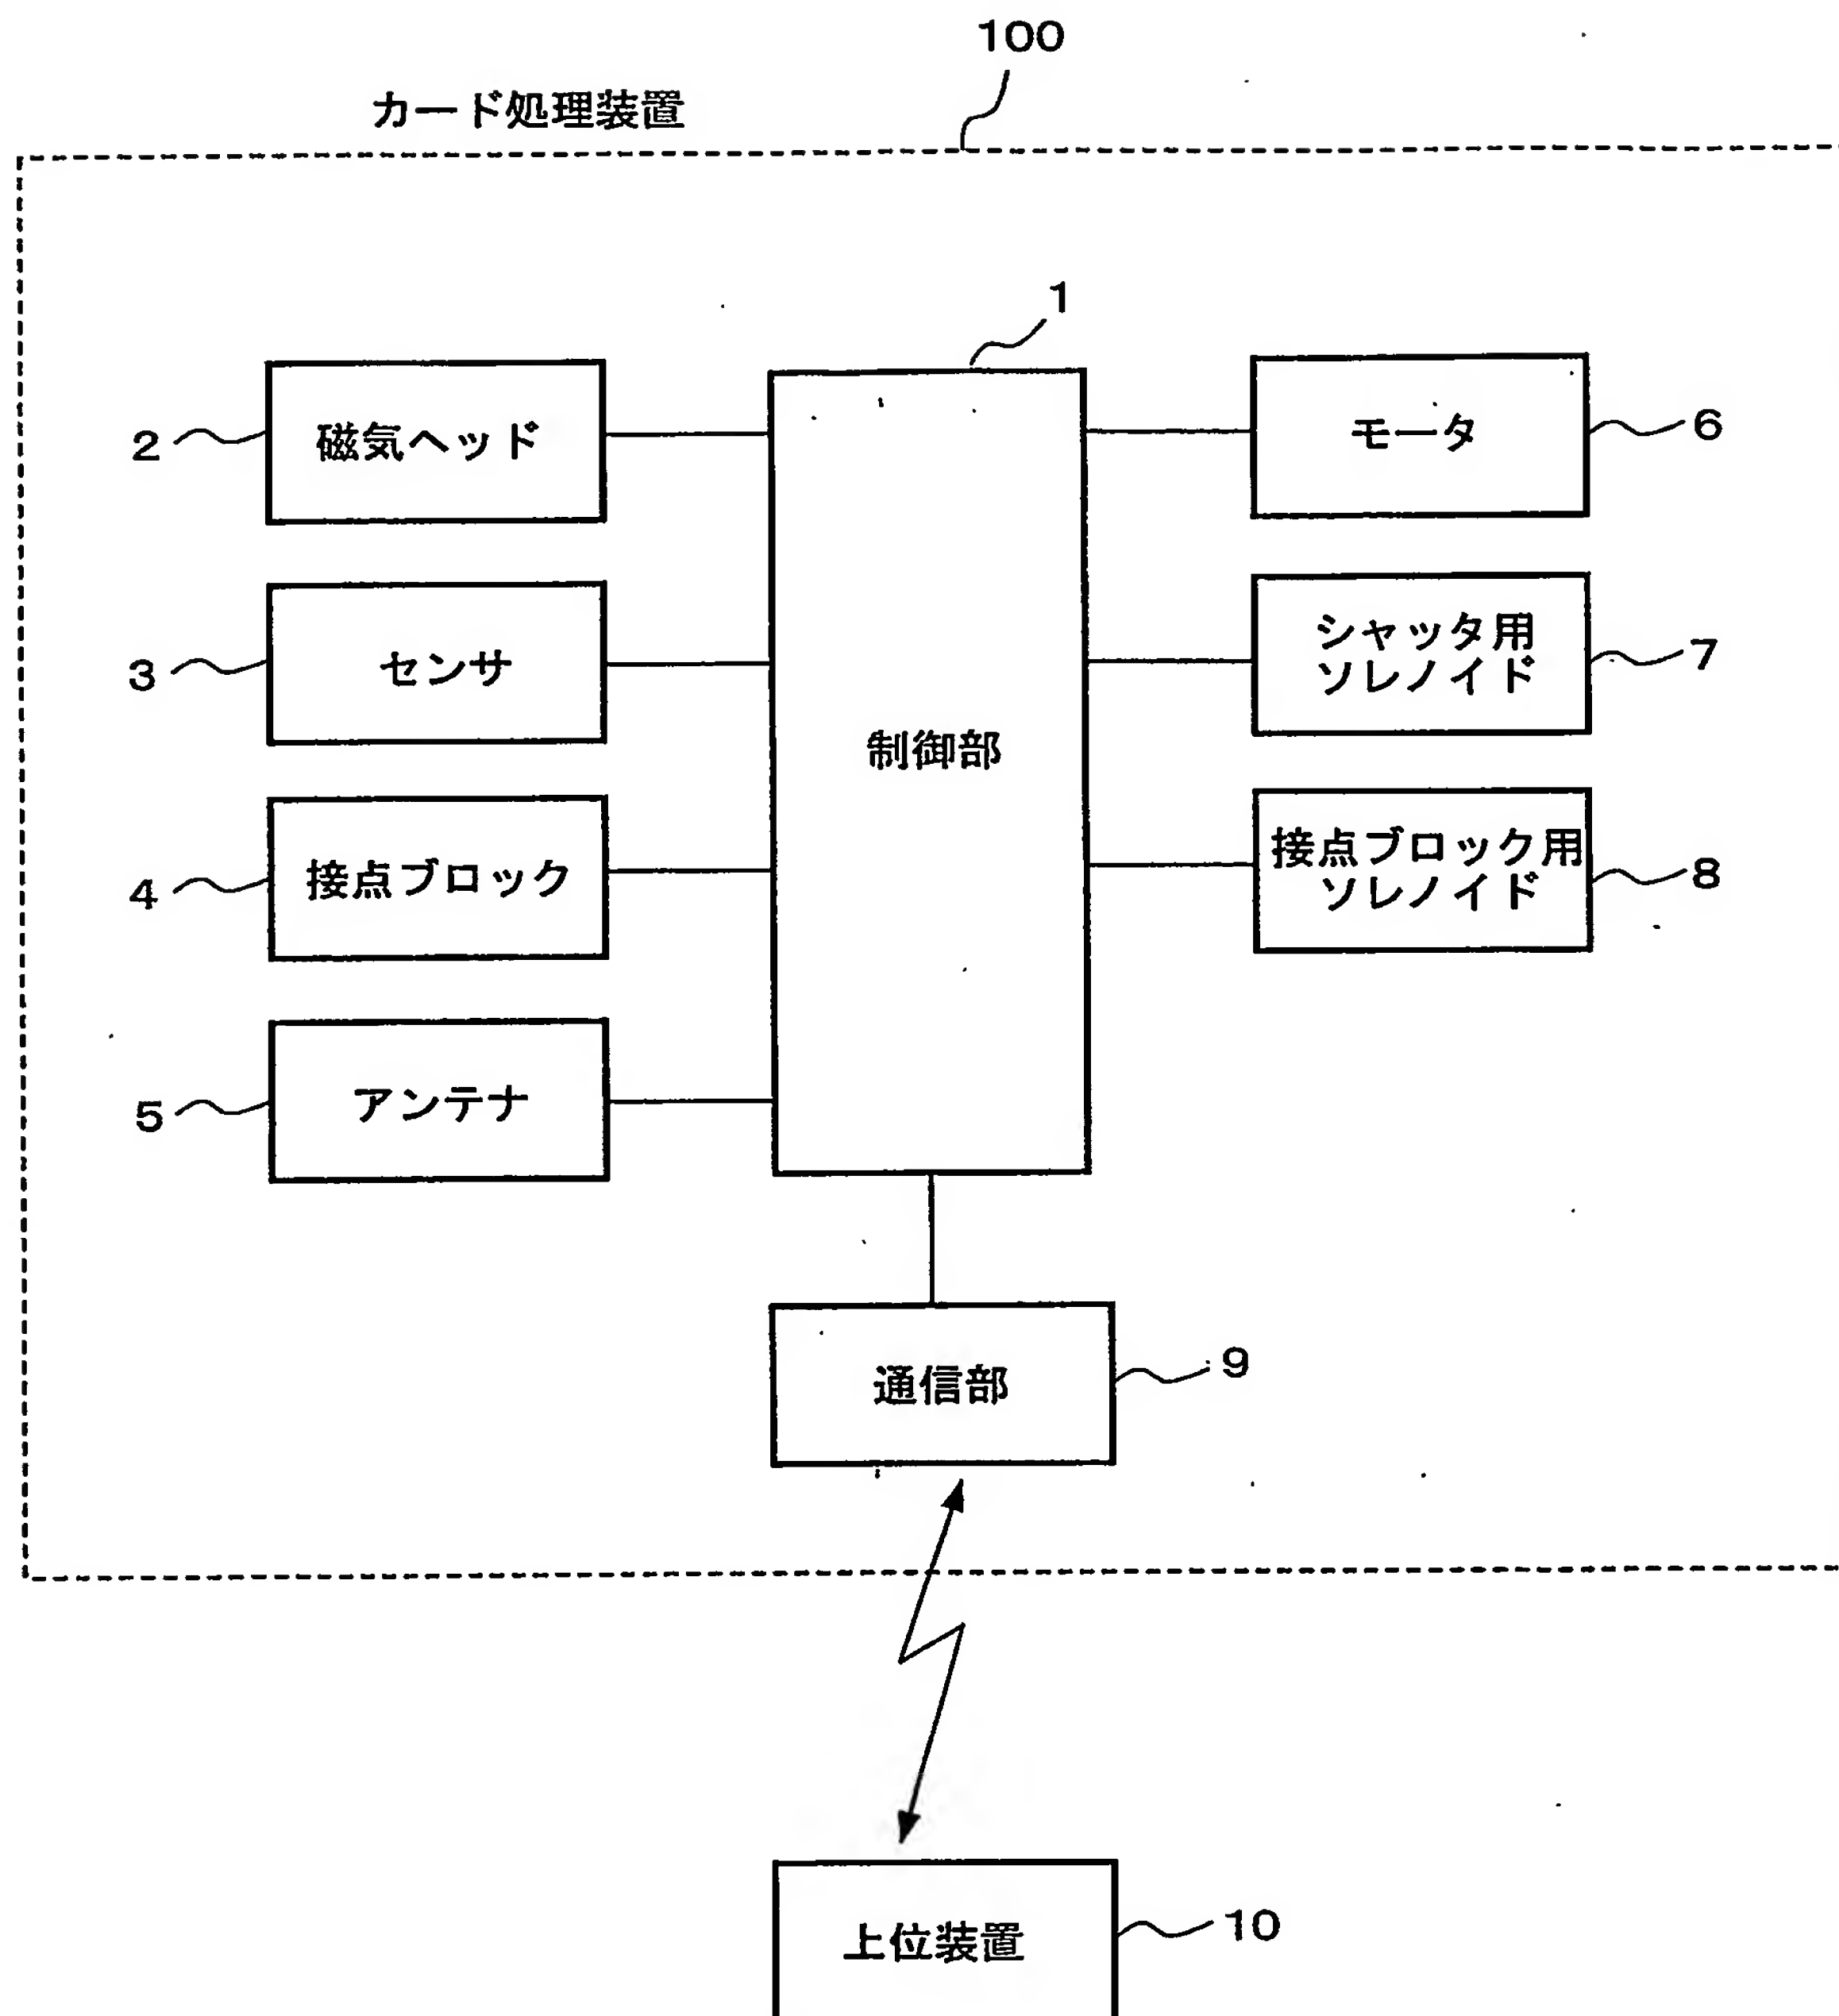 100
カード処理装置
1
2
磁気ヘッド
モータ
6
3
センサ
シャッタ用
ソレノイド
7
制御部
4
接点ブロック
接点ブロック用
ソレノイド
8
5
アンテナ
通信部
9
上位装置
10